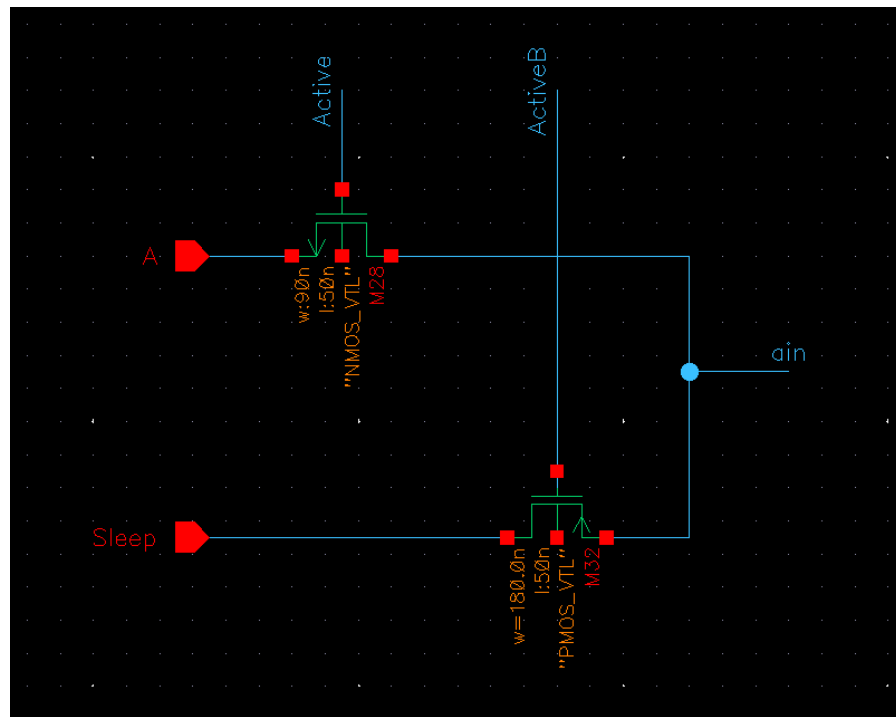 Active
ActiveB
A
w:90n
l:50n
"NMOS_VTL"
M28
ain
Sleep
w=180.0n
l:50n
"PMOS_VTL"
M32